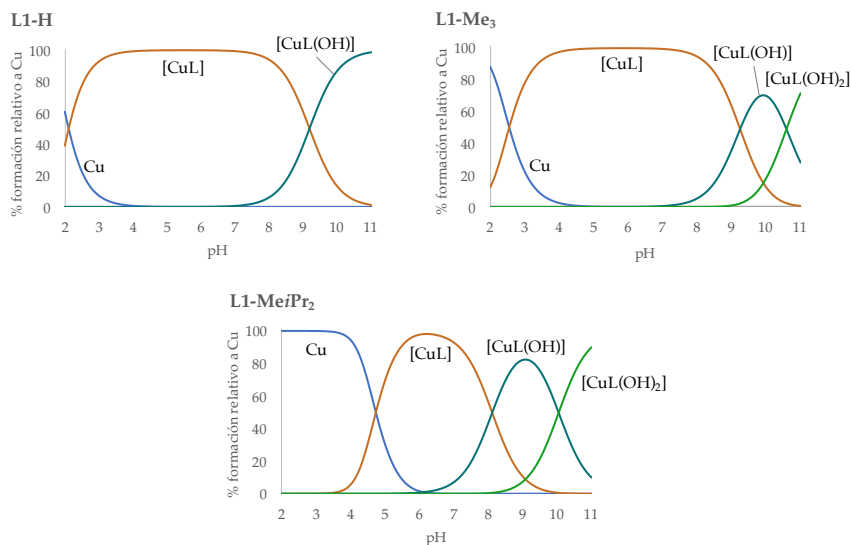 L1-H
% formación relativo a Cu
100
80
60
40
20
0
Cu
[CuL]
[CuL(OH)]
2 3 4 5 6 7 8 9 10 11
pH
L1-Me₃
% formación relativo a Cu
100
80
60
40
20
0
Cu
[CuL]
[CuL(OH)]
[CuL(OH)₂]
2 3 4 5 6 7 8 9 10 11
pH
L1-MeiPr₂
% formación relativo a Cu
100
80
60
40
20
0
Cu
[CuL]
[CuL(OH)]
[CuL(OH)₂]
2 3 4 5 6 7 8 9 10 11
pH